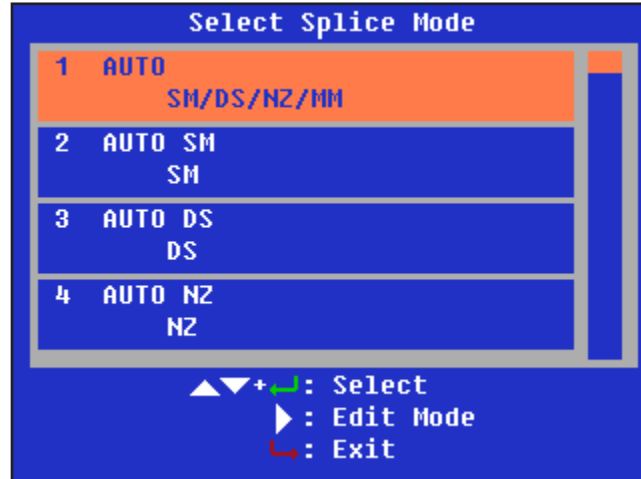 Select Splice Mode
1 AUTO
SM/DS/NZ/MM
2 AUTO SM
SM
3 AUTO DS
DS
4 AUTO NZ
NZ
▲▼+↵: Select
▶: Edit Mode
↳: Exit